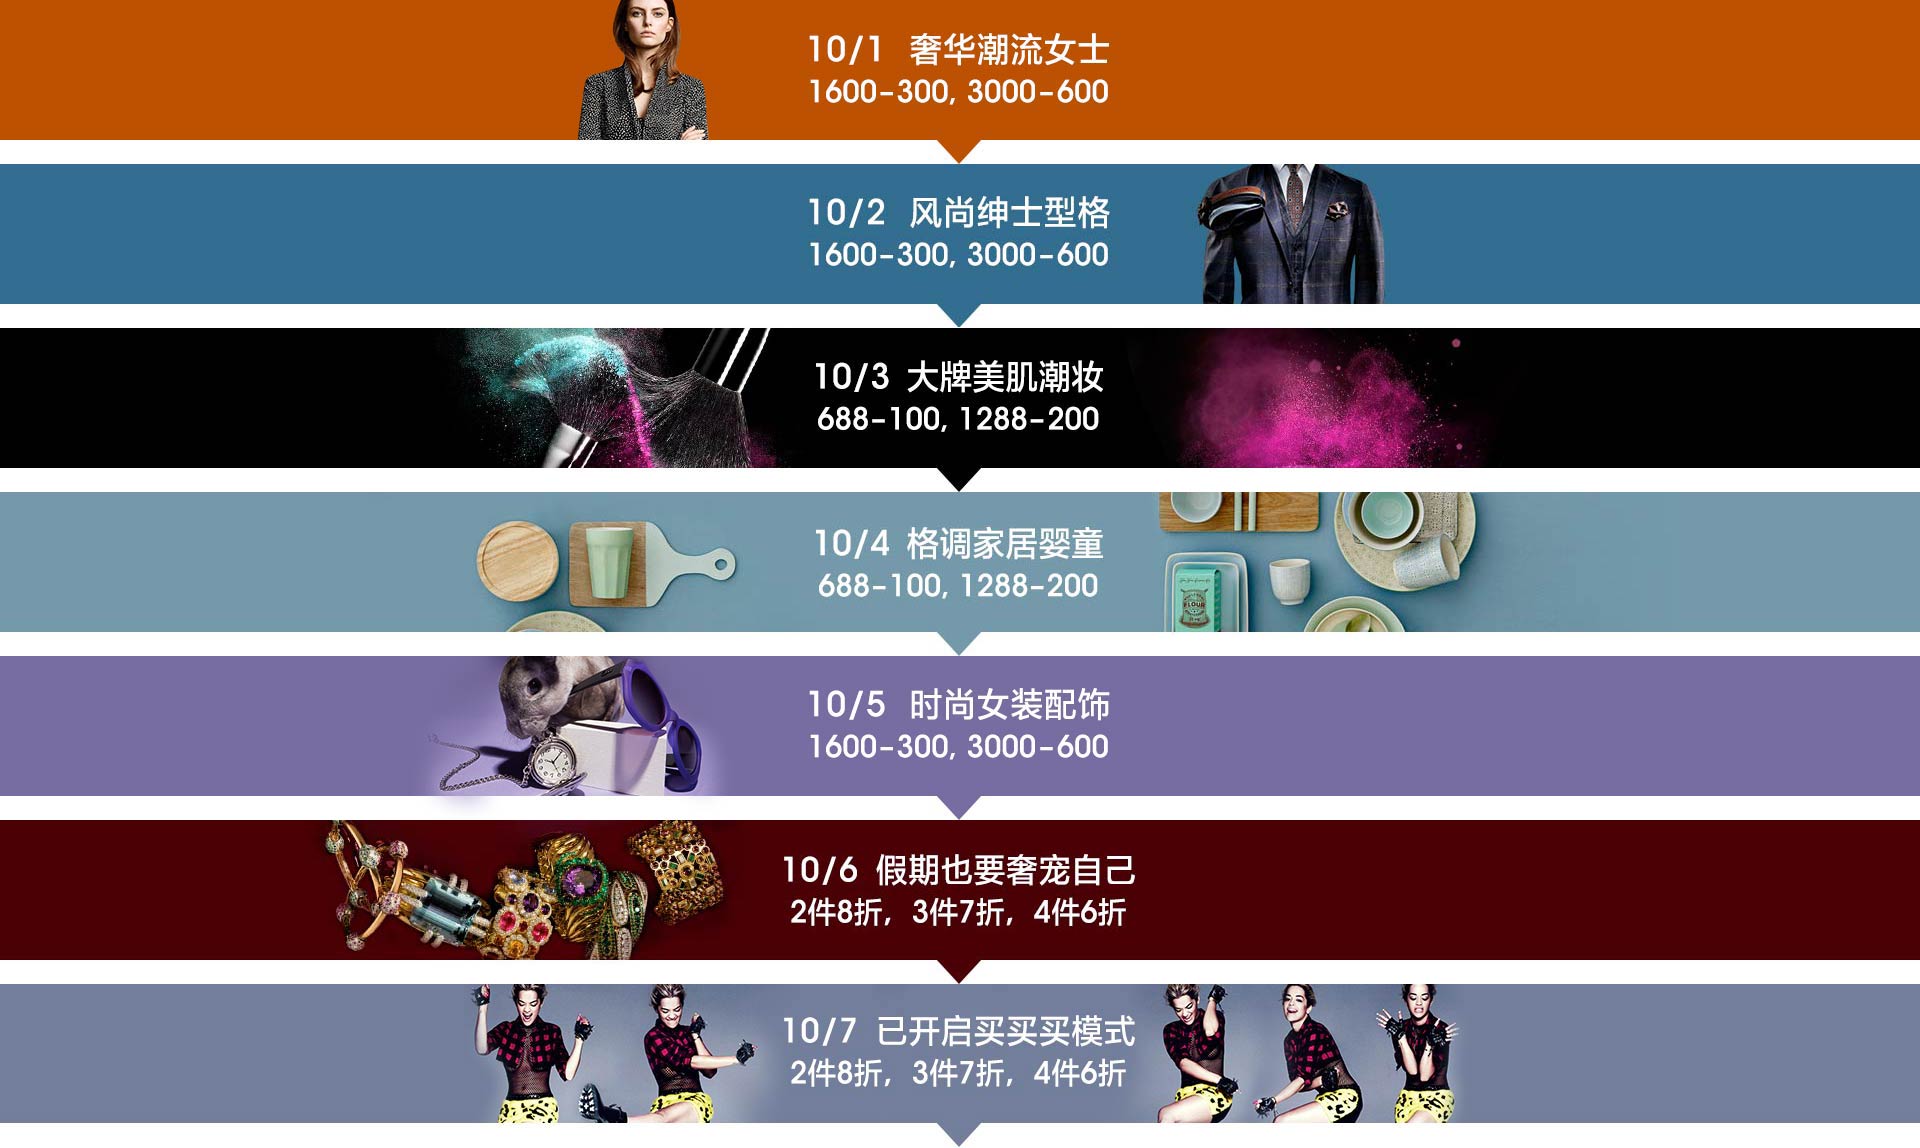 10/1 奢华潮流女士
1600-300, 3000-600
10/2 风尚绅士型格
1600-300, 3000-600
10/3 大牌美肌潮妆
688-100, 1288-200
10/4 格调家居婴童
688-100, 1288-200
FLOUR
10/5 时尚女装配饰
1600-300, 3000-600
10/6 假期也要奢宠自己
2件8折，3件7折，4件6折
10/7 已开启买买买模式
2件8折，3件7折，4件6折